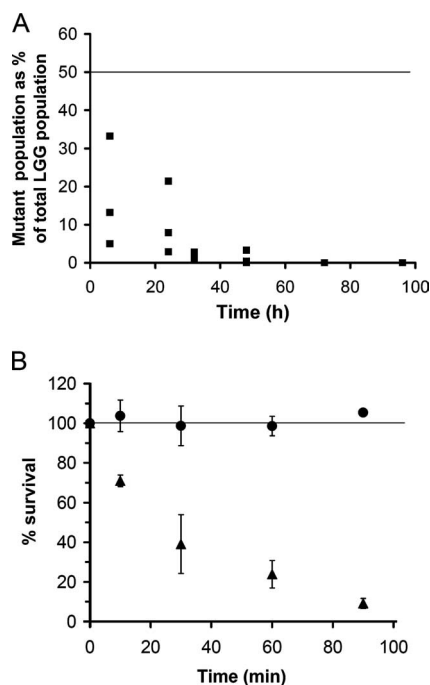 A
60
50
40
30
20
10
0
Mutant population as %
of total LGG population
0 20 40 60 80 100
Time (h)
B
120
100
80
60
40
20
0
% survival
0 20 40 60 80 100
Time (min)